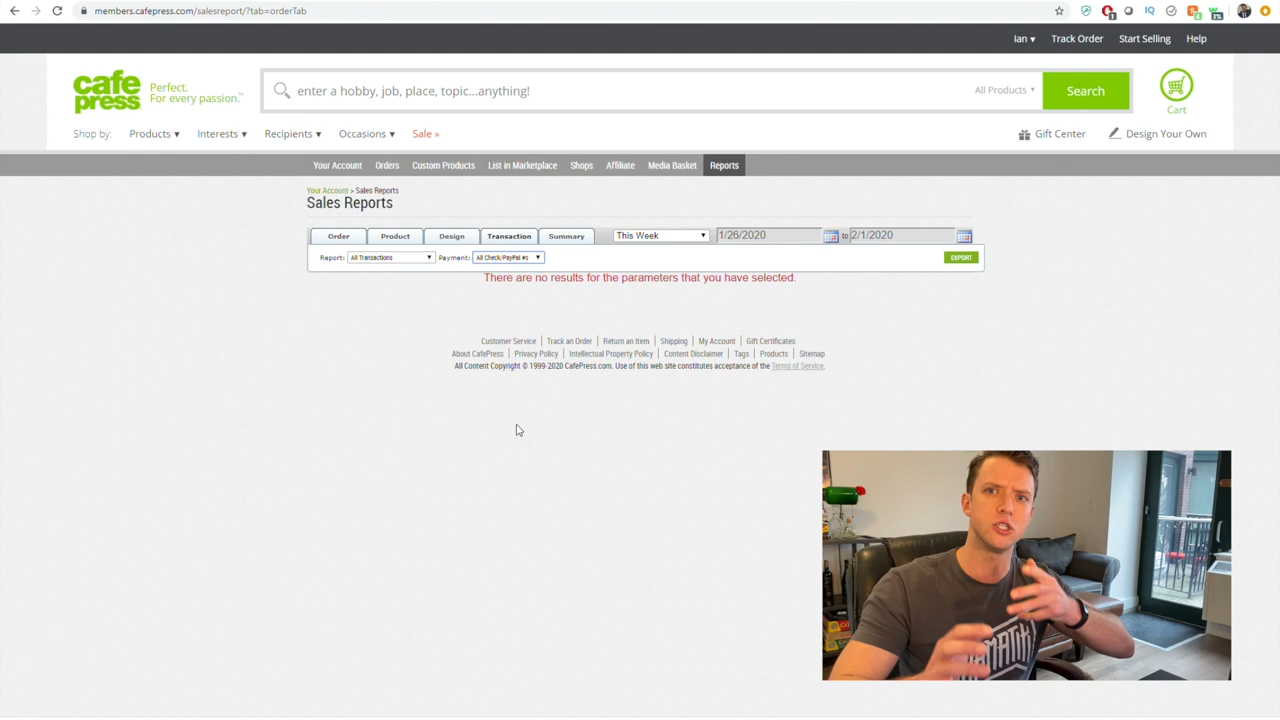 members.cafepress.com/salesreport/?tab=orderTab
Ian ▾ Track Order Start Selling Help
cafe press Perfect. For every passion.™
enter a hobby, job, place, topic...anything! All Products ▾ Search
Cart
Shop by: Products ▾ Interests ▾ Recipients ▾ Occasions ▾ Sale » Gift Center Design Your Own
Your Account Orders Custom Products List in Marketplace Shops Affiliate Media Basket Reports
Your Account > Sales Reports
Sales Reports
Order Product Design Transaction Summary This Week 1/26/2020 to 2/1/2020
Report: All Transactions Payment: All Check/PayPal #s EXPORT
There are no results for the parameters that you have selected.
Customer Service | Track an Order | Return an Item | Shipping | My Account | Gift Certificates
About CafePress | Privacy Policy | Intellectual Property Policy | Content Disclaimer | Tags | Products | Sitemap
All Content Copyright © 1999-2020 CafePress.com. Use of this web site constitutes acceptance of the Terms of Service.